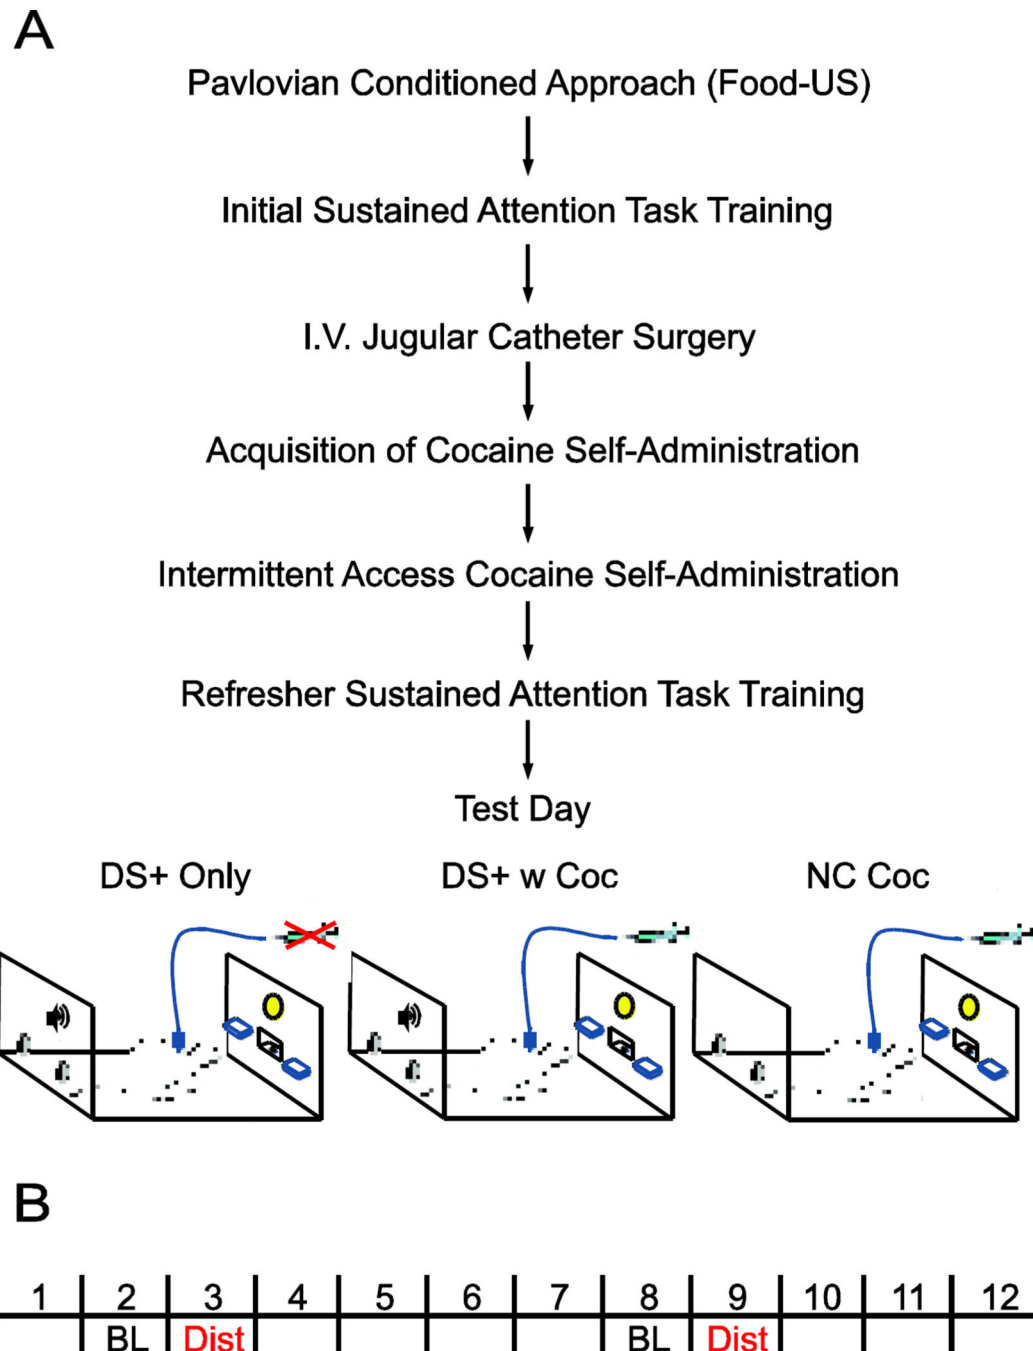 A
Pavlovian Conditioned Approach (Food-US)
Initial Sustained Attention Task Training
I.V. Jugular Catheter Surgery
Acquisition of Cocaine Self-Administration
Intermittent Access Cocaine Self-Administration
Refresher Sustained Attention Task Training
Test Day
DS+ Only DS+ w Coc NC Coc
B
1 2 3 4 5 6 7 8 9 10 11 12
BL Dist BL Dist